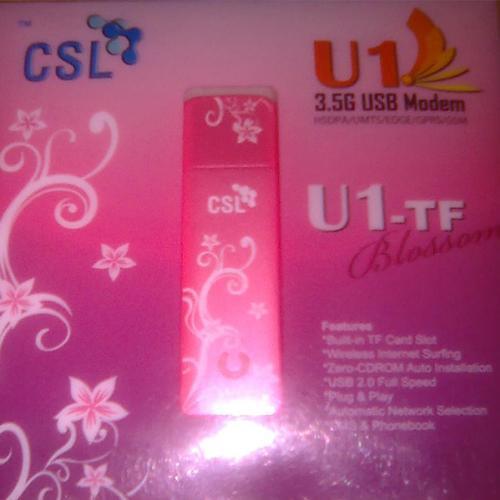 ™
CSL
U1
3.5G USB Modem
HSDPA/UMTS/EDGE/GPRS/GSM
CSL
U1-TF
Blossom
Features
*Built-in TF Card Slot
*Wireless Internet Surfing
*Zero-CDROM Auto Installation
*USB 2.0 Full Speed
*Plug & Play
*Automatic Network Selection
*SMS & Phonebook